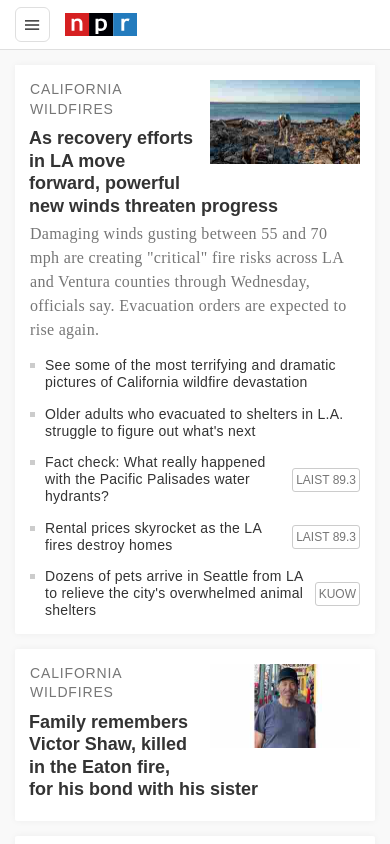 npr
CALIFORNIA
WILDFIRES
As recovery efforts
in LA move
forward, powerful
new winds threaten progress
Damaging winds gusting between 55 and 70
mph are creating "critical" fire risks across LA
and Ventura counties through Wednesday,
officials say. Evacuation orders are expected to
rise again.
See some of the most terrifying and dramatic
pictures of California wildfire devastation
Older adults who evacuated to shelters in L.A.
struggle to figure out what's next
Fact check: What really happened
with the Pacific Palisades water
hydrants?
LAIST 89.3
Rental prices skyrocket as the LA
fires destroy homes
LAIST 89.3
Dozens of pets arrive in Seattle from LA
to relieve the city's overwhelmed animal
shelters
KUOW
CALIFORNIA
WILDFIRES
Family remembers
Victor Shaw, killed
in the Eaton fire,
for his bond with his sister